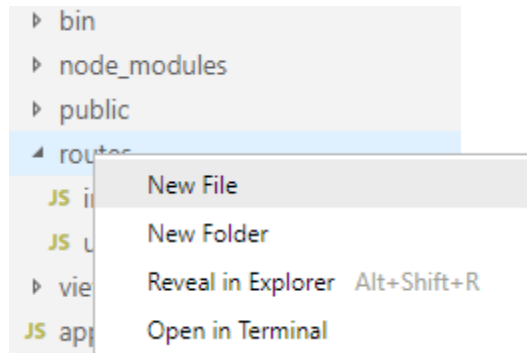 bin
node_modules
public
routes
New File
JS
New Folder
JS
Reveal in Explorer Alt+Shift+R
JS
Open in Terminal